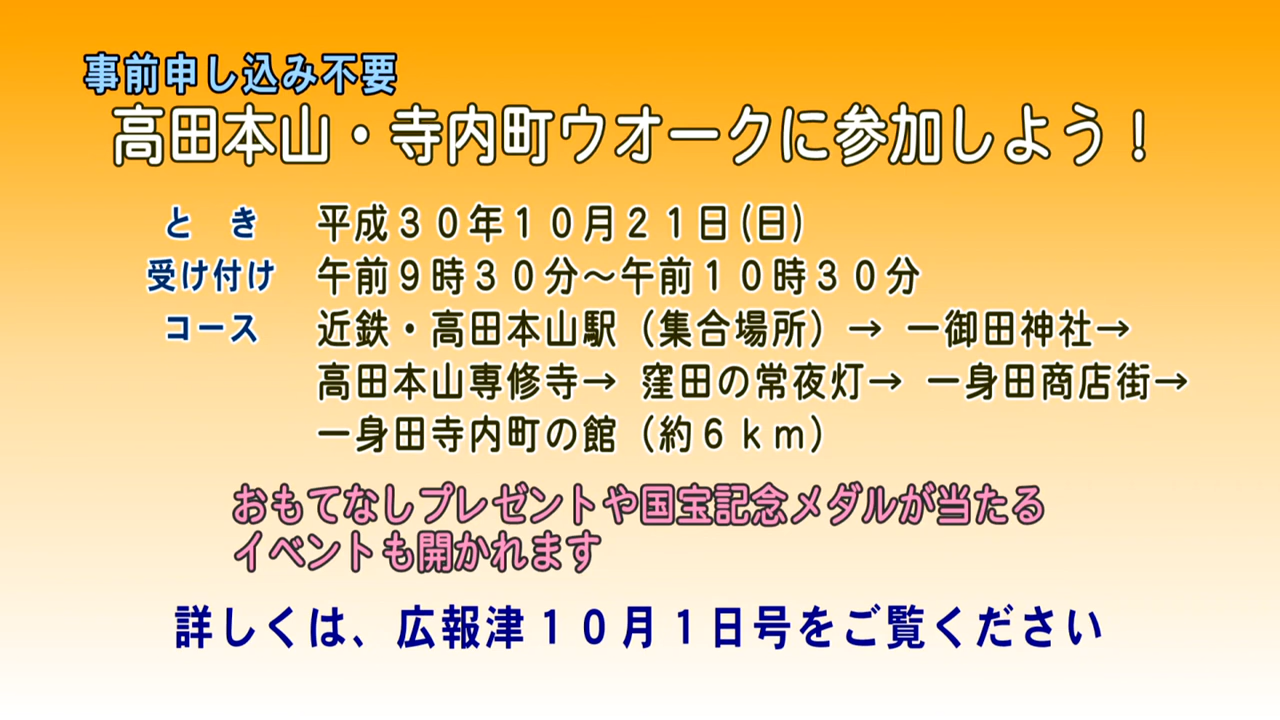 事前申し込み不要
高田本山・寺内町ウオークに参加しよう！
と　き　平成３０年１０月２１日(日)
受け付け　午前９時３０分～午前１０時３０分
コース　近鉄・高田本山駅（集合場所）→ 一御田神社→
高田本山専修寺→ 窪田の常夜灯→ 一身田商店街→
一身田寺内町の館（約６ｋｍ）
おもてなしプレゼントや国宝記念メダルが当たる
イベントも開かれます
詳しくは、広報津１０月１日号をご覧ください